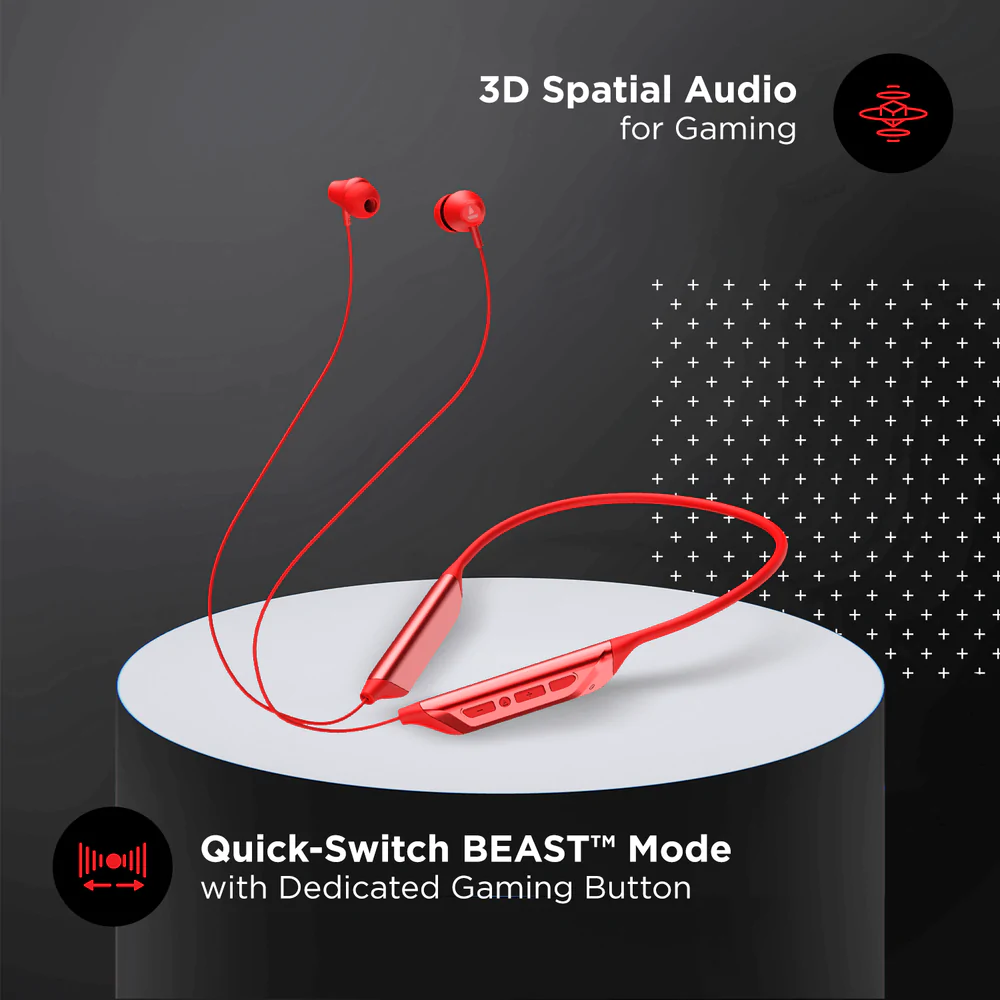 3D Spatial Audio
for Gaming
Quick-Switch BEAST™ Mode
with Dedicated Gaming Button